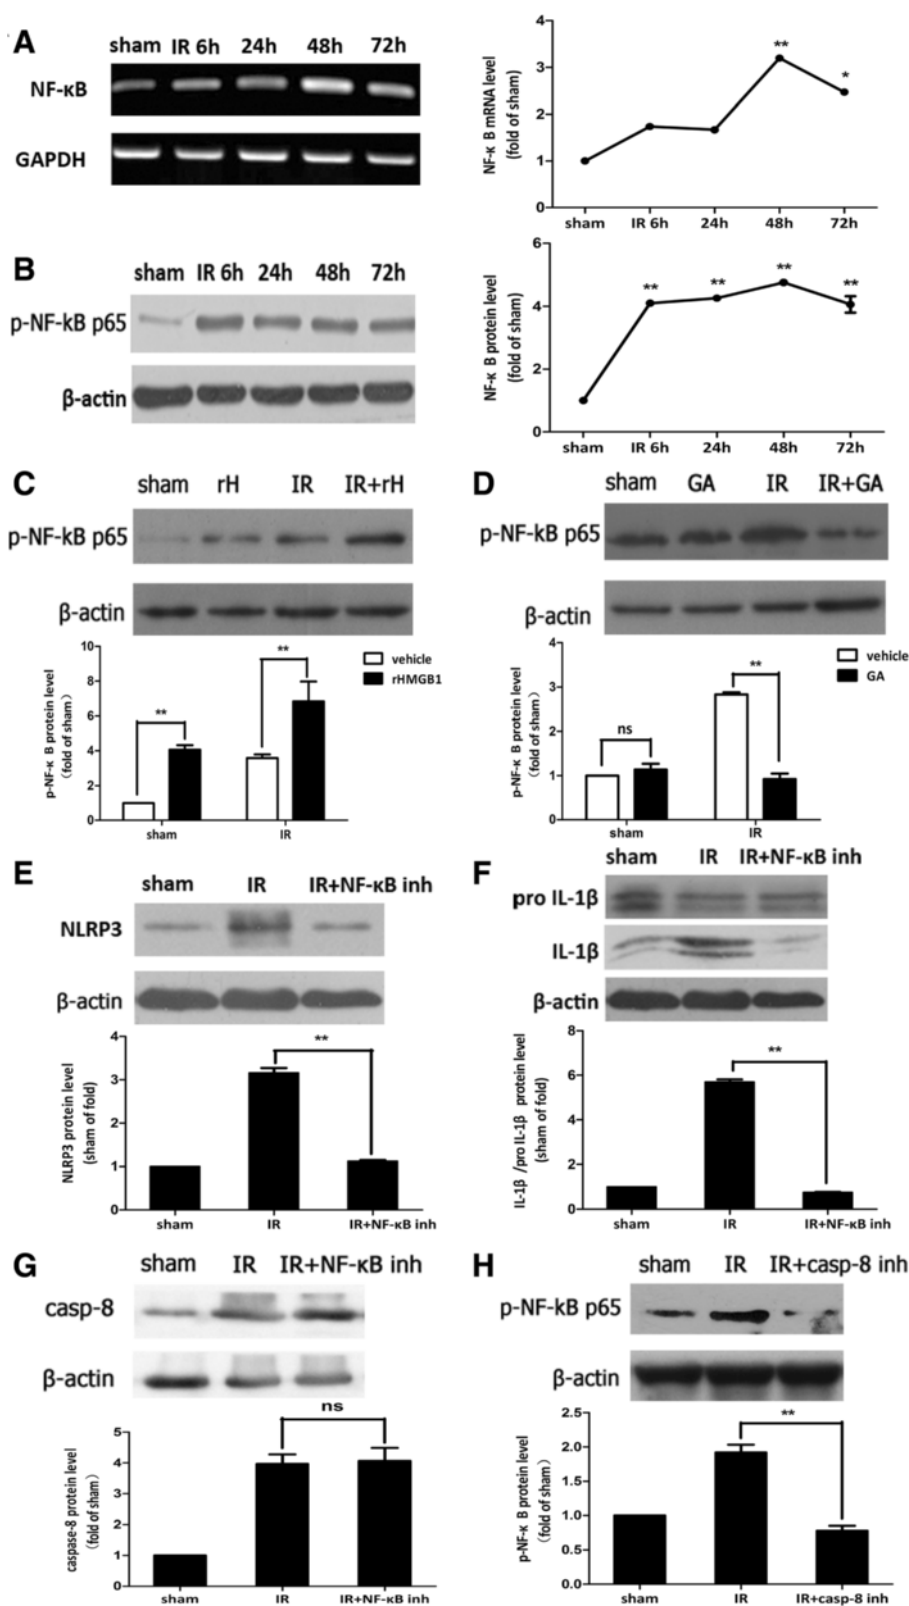 A
sham IR 6h 24h 48h 72h
NF-κB
GAPDH
NF-κ B mRNA level
(fold of sham)
4
3
2
1
0
**
*
sham IR 6h 24h 48h 72h
B
sham IR 6h 24h 48h 72h
p-NF-kB p65
β-actin
NF-κ B protein level
(fold of sham)
6
4
2
0
** ** ** **
sham IR 6h 24h 48h 72h
C
sham rH IR IR+rH
p-NF-kB p65
β-actin
p-NF-κ B protein level
(fold of sham)
10
8
6
4
2
0
**
**
vehicle
rHMGB1
sham IR
D
sham GA IR IR+GA
p-NF-kB p65
β-actin
p-NF-κ B protein level
(fold of sham)
4
3
2
1
0
ns
**
vehicle
GA
sham IR
E
sham IR IR+NF-κB inh
NLRP3
β-actin
NLRP3 protein level
(sham of fold)
4
3
2
1
0
**
sham IR IR+NF-κB inh
F
sham IR IR+NF-κB inh
pro IL-1β
IL-1β
β-actin
IL-1β /pro IL-1β protein level
(sham of fold)
8
6
4
2
0
**
sham IR IR+NF-κB inh
G
sham IR IR+NF-κB inh
casp-8
β-actin
caspase-8 protein level
(fold of sham)
5
4
3
2
1
0
ns
sham IR IR+NF-κB inh
H
sham IR IR+casp-8 inh
p-NF-kB p65
β-actin
p-NF-κ B protein level
(fold of sham)
2.5
2.0
1.5
1.0
0.5
0.0
**
sham IR IR+casp-8 inh